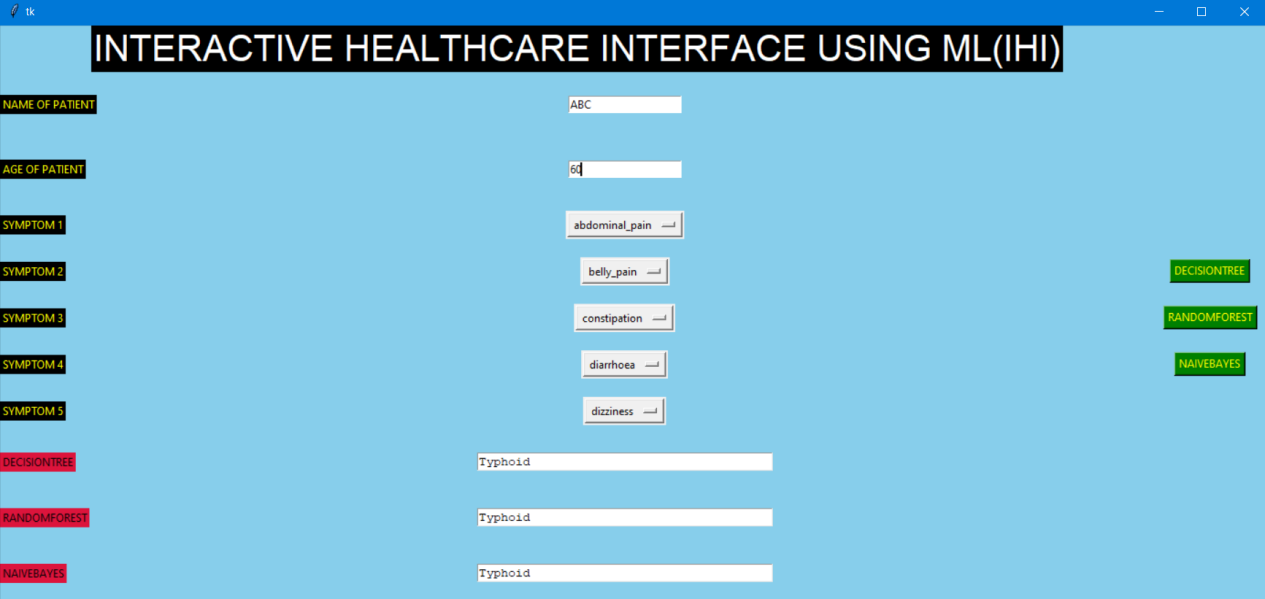 tk
INTERACTIVE HEALTHCARE INTERFACE USING ML(IHI)
NAME OF PATIENT ABC
AGE OF PATIENT 60
SYMPTOM 1 abdominal_pain
SYMPTOM 2 belly_pain DECISIONTREE
SYMPTOM 3 constipation RANDOMFOREST
SYMPTOM 4 diarrhoea NAIVEBAYES
SYMPTOM 5 dizziness
DECISIONTREE Typhoid
RANDOMFOREST Typhoid
NAIVEBAYES Typhoid